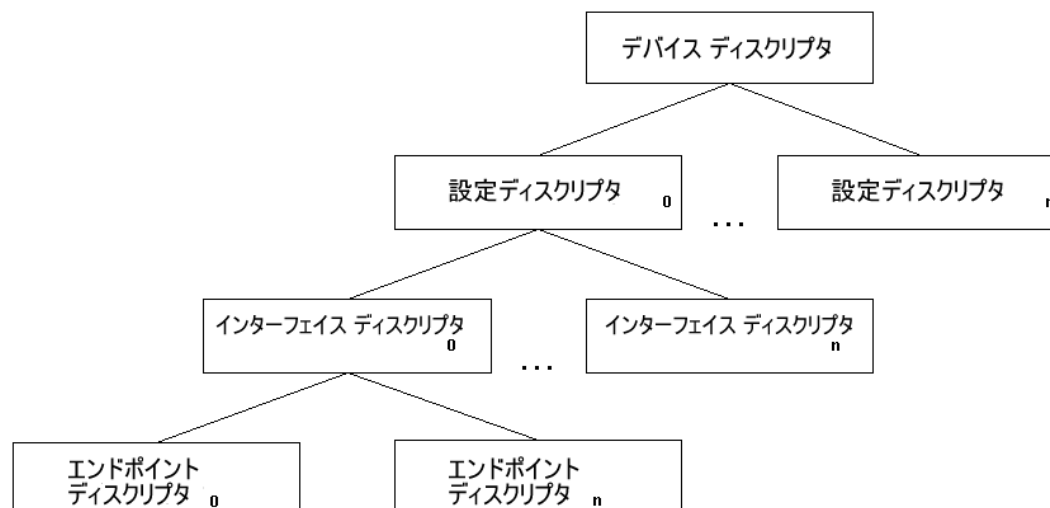 デバイス ディスクリプタ
設定ディスクリプタ 0
...
設定ディスクリプタ n
インターフェイス ディスクリプタ 0
...
インターフェイス ディスクリプタ n
エンドポイント
ディスクリプタ 0
エンドポイント
ディスクリプタ n